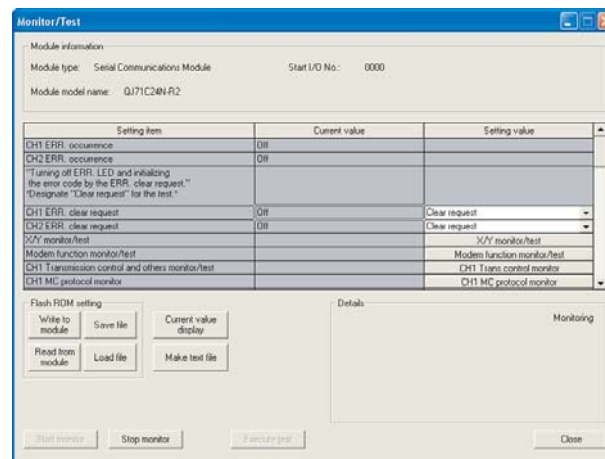 Monitor/Test
Module information
Module type: Serial Communications Module Start I/O No.: 0000
Module model name: QJ71C24N-R2
Setting item Current value Setting value
CH1 ERR. occurrence Off
CH2 ERR. occurrence Off
"Turning off ERR. LED and initializing
the error code by the ERR. clear request."
*Designate "Clear request" for the test.*
CH1 ERR. clear request Off Clear request
CH2 ERR. clear request Off Clear request
X/Y monitor/test X/Y monitor/test
Modem function monitor/test Modem function monitor/test
CH1 Transmission control and others monitor/test CH1 Trans control monitor
CH1 MC protocol monitor CH1 MC protocol monitor
Flash ROM setting Details
Write to module Save file Current value display Monitoring
Read from module Load file Make text file
Start monitor Stop monitor Execute test Close